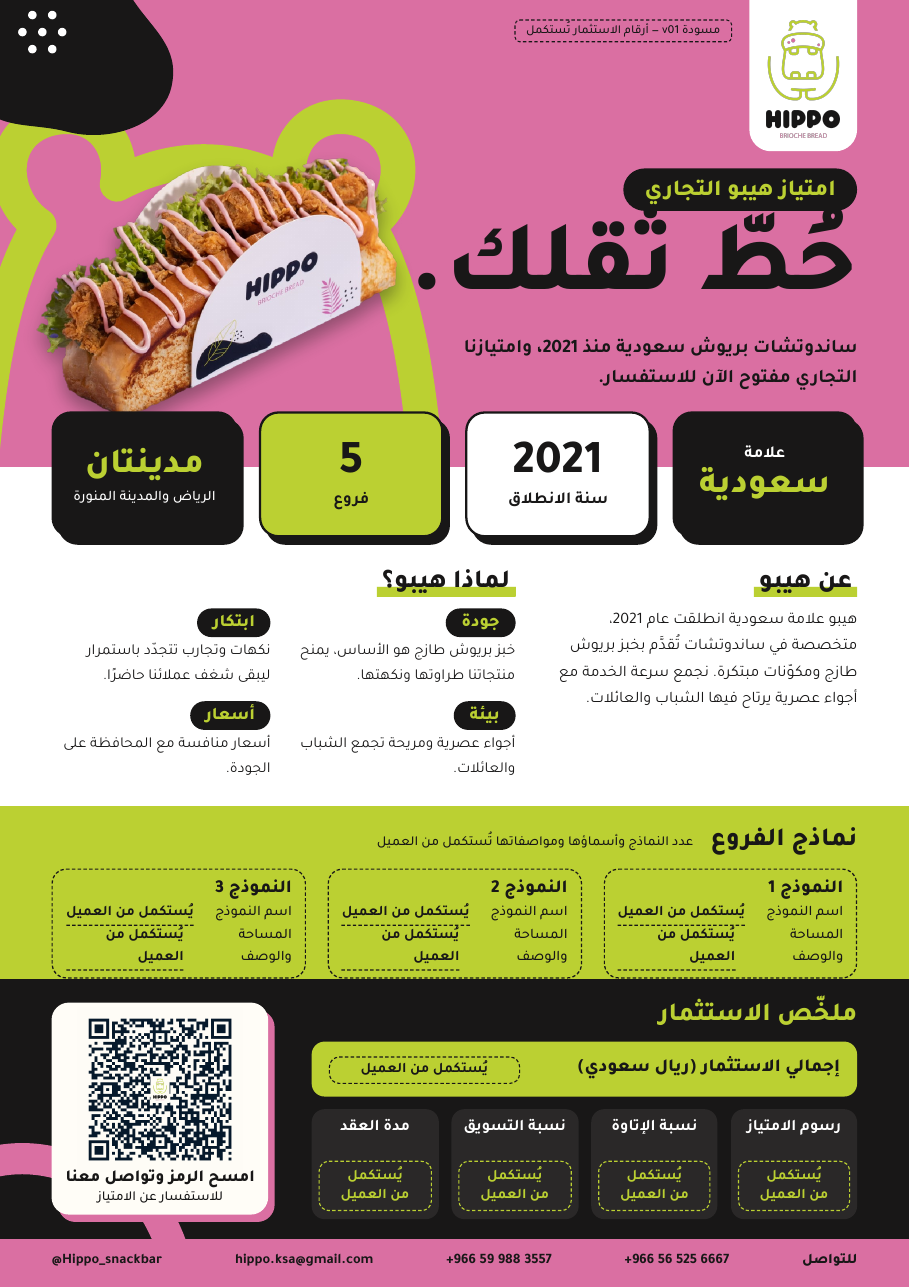 مسودة v01 – أرقام الاستثمار تُستكمل
HIPPO
BRIOCHE BREAD
امتياز هيبو التجاري
حُطّ ثقلك.
HIPPO
BRIOCHE BREAD
ساندوتشات بريوش سعودية منذ 2021، وامتيازنا
التجاري مفتوح الآن للاستفسار.
علامة
سعودية
2021
سنة الانطلاق
5
فروع
مدينتان
الرياض والمدينة المنورة
عن هيبو
هيبو علامة سعودية انطلقت عام 2021،
متخصصة في ساندوتشات تُقدَّم بخبز بريوش
طازج ومكوّنات مبتكرة. نجمع سرعة الخدمة مع
أجواء عصرية يرتاح فيها الشباب والعائلات.
لماذا هيبو؟
جودة
خبز بريوش طازج هو الأساس، يمنح
منتجاتنا طراوتها ونكهتها.
ابتكار
نكهات وتجارب تتجدّد باستمرار
ليبقى شغف عملائنا حاضرًا.
بيئة
أجواء عصرية ومريحة تجمع الشباب
والعائلات.
أسعار
أسعار منافسة مع المحافظة على
الجودة.
نماذج الفروع
عدد النماذج وأسماؤها ومواصفاتها تُستكمل من العميل
النموذج 1
اسم النموذج يُستكمل من العميل
المساحة يُستكمل من
والوصف العميل
النموذج 2
اسم النموذج يُستكمل من العميل
المساحة يُستكمل من
والوصف العميل
النموذج 3
اسم النموذج يُستكمل من العميل
المساحة يُستكمل من
والوصف العميل
ملخّص الاستثمار
إجمالي الاستثمار (ريال سعودي)
يُستكمل من العميل
رسوم الامتياز
يُستكمل
من العميل
نسبة الإتاوة
يُستكمل
من العميل
نسبة التسويق
يُستكمل
من العميل
مدة العقد
يُستكمل
من العميل
HIPPO
امسح الرمز وتواصل معنا
للاستفسار عن الامتياز
للتواصل
+966 56 525 6667
+966 59 988 3557
hippo.ksa@gmail.com
@Hippo_snackbar